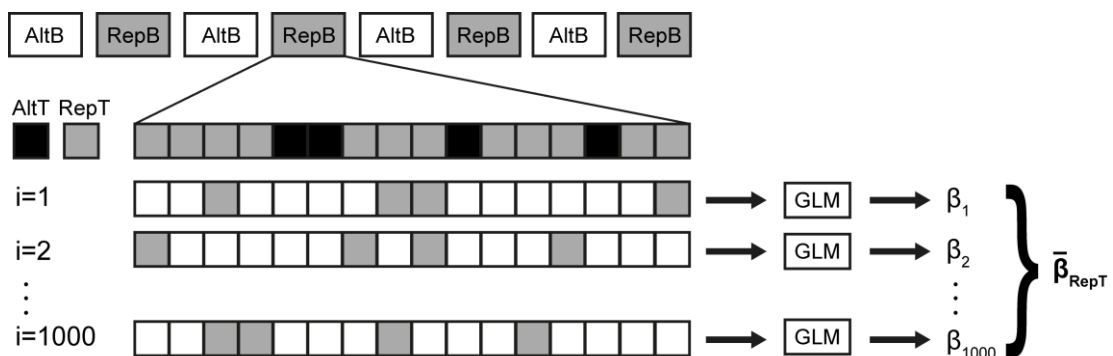 AltB RepB AltB RepB AltB RepB AltB RepB
AltT RepT
i=1 GLM β1
i=2 GLM β2
i=1000 GLM β1000
β̄RepT